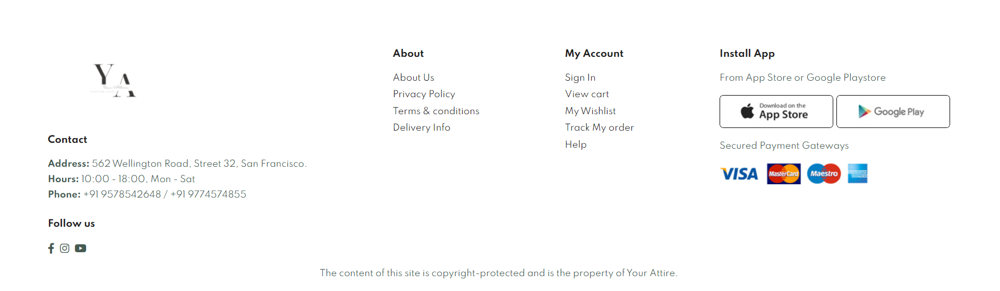 Y A
Contact
Address: 562 Wellington Road, Street 32, San Francisco.
Hours: 10:00 - 18:00, Mon - Sat
Phone: +91 9578542648 / +91 9774574855
Follow us
About
About Us
Privacy Policy
Terms & conditions
Delivery Info
My Account
Sign In
View cart
My Wishlist
Track My order
Help
Install App
From App Store or Google Playstore
Download on the
App Store
Google Play
Secured Payment Gateways
VISA MasterCard Maestro AMERICAN EXPRESS
The content of this site is copyright-protected and is the property of Your Attire.